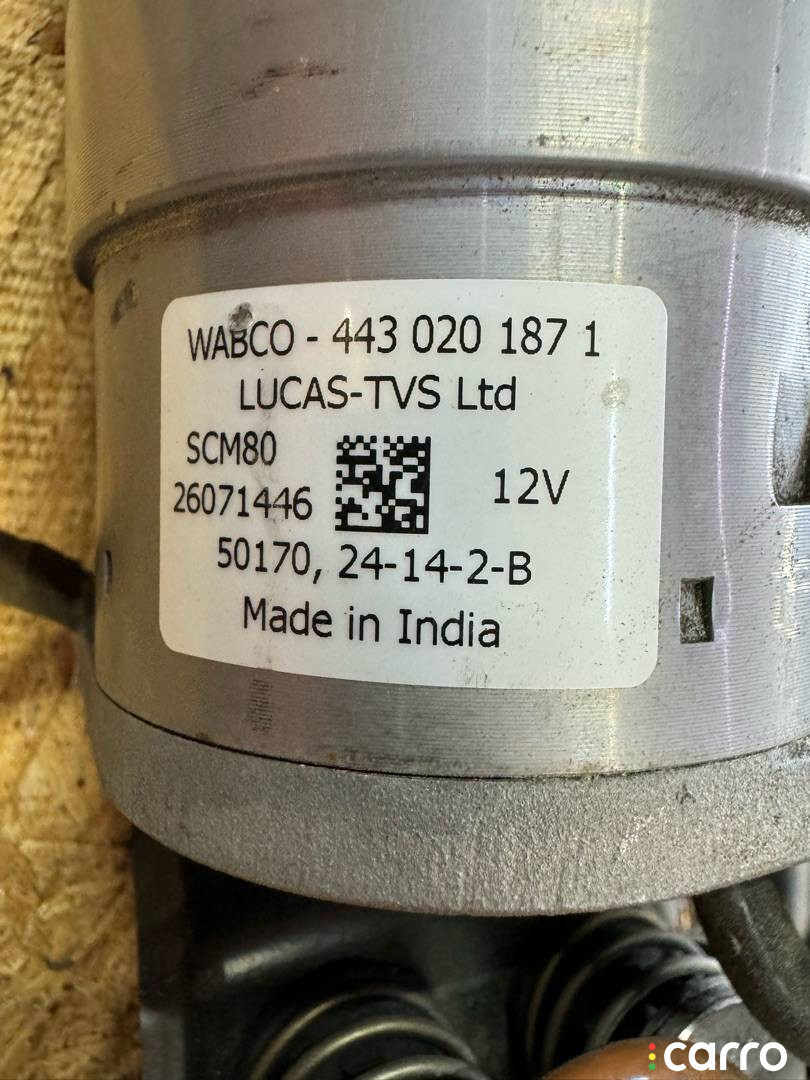 WABCO - 443 020 187 1
LUCAS-TVS Ltd
SCM80
26071446
12V
50170, 24-14-2-B
Made in India
carro